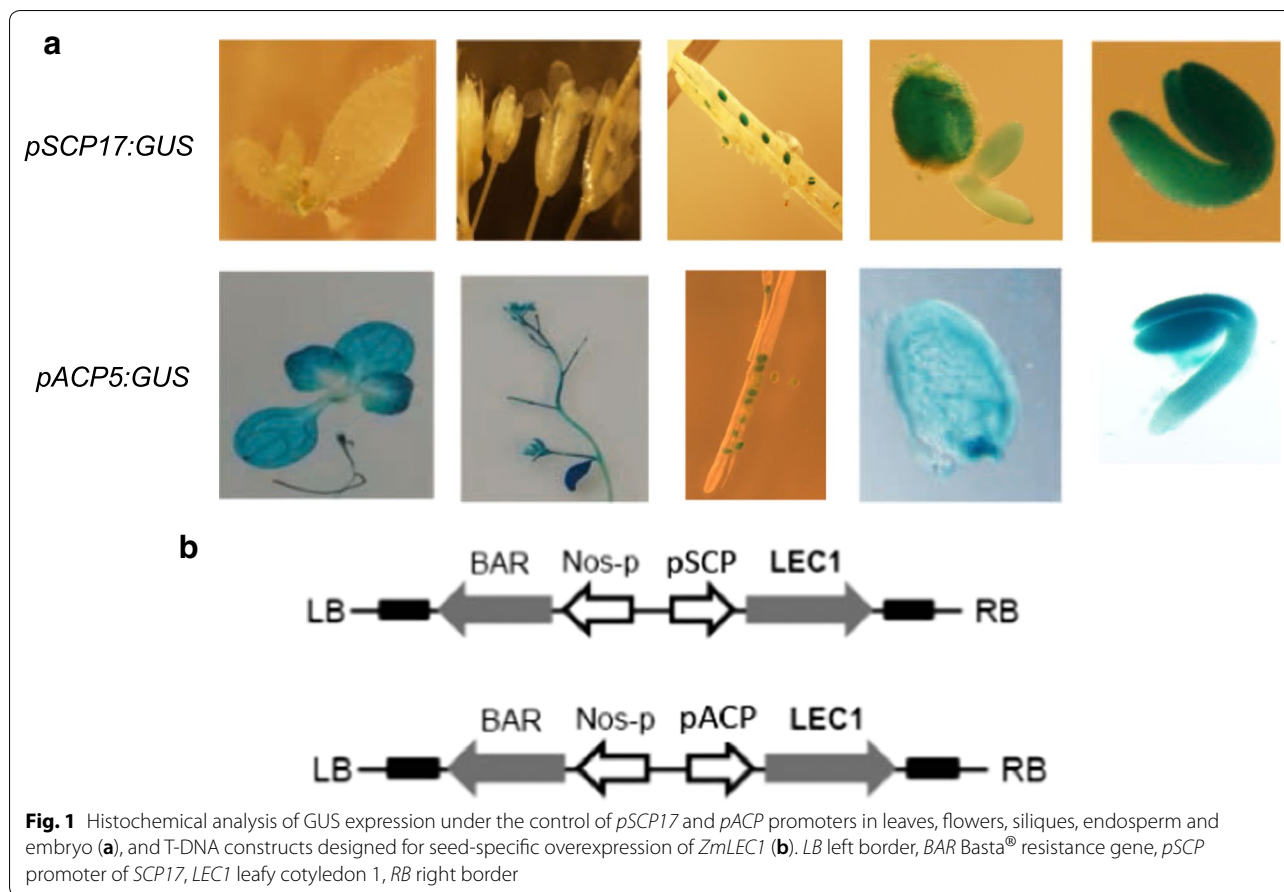 a
pSCP17:GUS
pACP5:GUS
b
BAR Nos-p pSCP LEC1
LB RB
BAR Nos-p pACP LEC1
LB RB
Fig. 1 Histochemical analysis of GUS expression under the control of pSCP17 and pACP promoters in leaves, flowers, siliques, endosperm and
embryo (a), and T-DNA constructs designed for seed-specific overexpression of ZmLEC1 (b). LB left border, BAR Basta® resistance gene, pSCP
promoter of SCP17, LEC1 leafy cotyledon 1, RB right border